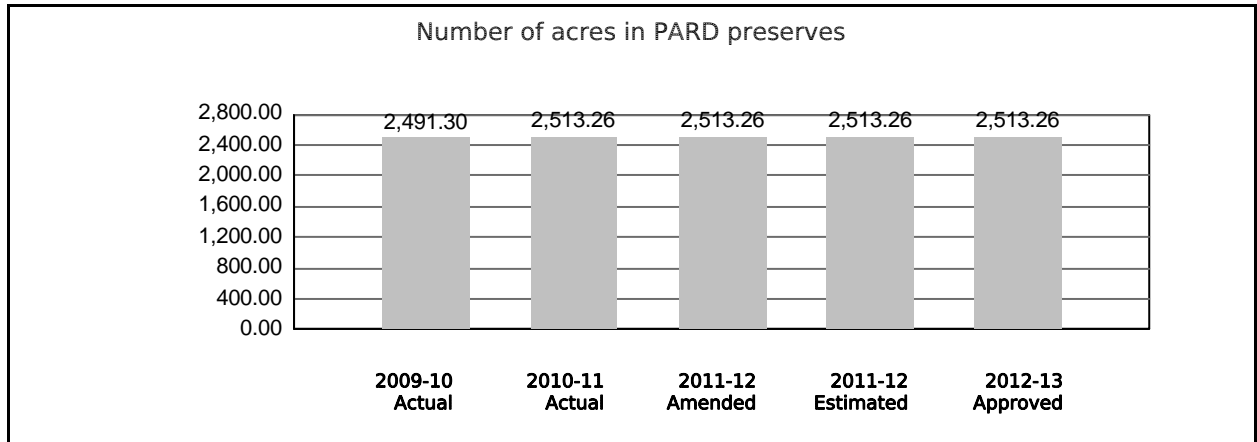 Number of acres in PARD preserves
2,800.00
2,400.00
2,000.00
1,600.00
1,200.00
800.00
400.00
0.00
2,491.30 2,513.26 2,513.26 2,513.26 2,513.26
2009-10 2010-11 2011-12 2011-12 2012-13
Actual Actual Amended Estimated Approved